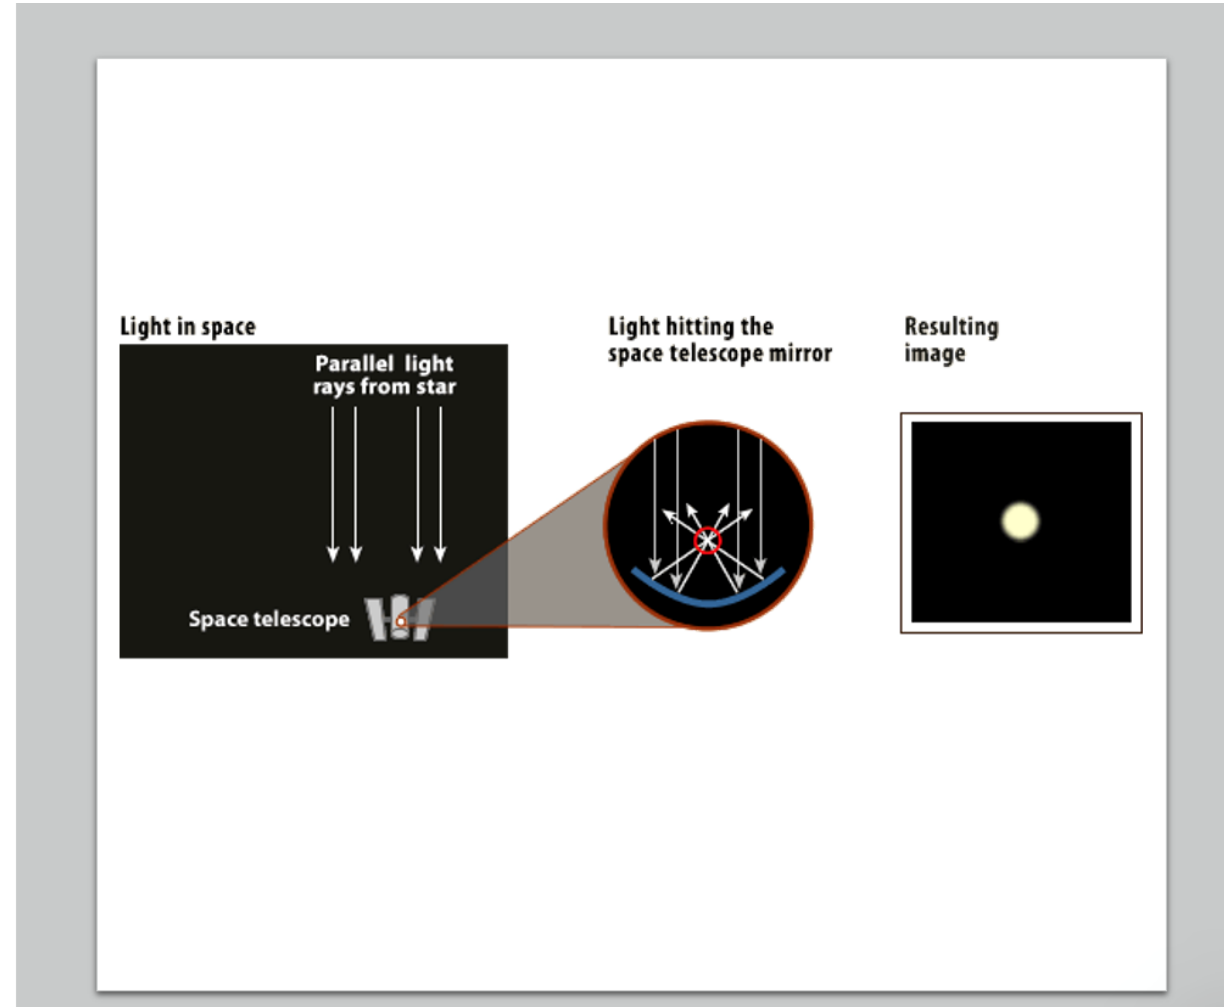 Light in space
Parallel light
rays from star
Space telescope
Light hitting the
space telescope mirror
Resulting
image